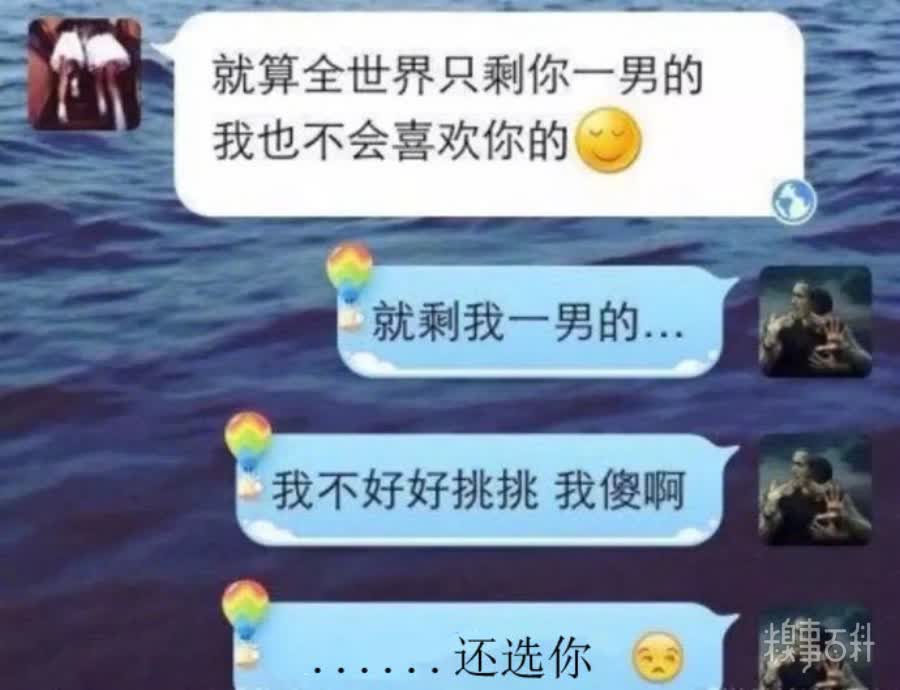 就算全世界只剩你一男的
我也不会喜欢你的
就剩我一男的...
我不好好挑挑 我傻啊
......还选你
糗事百科